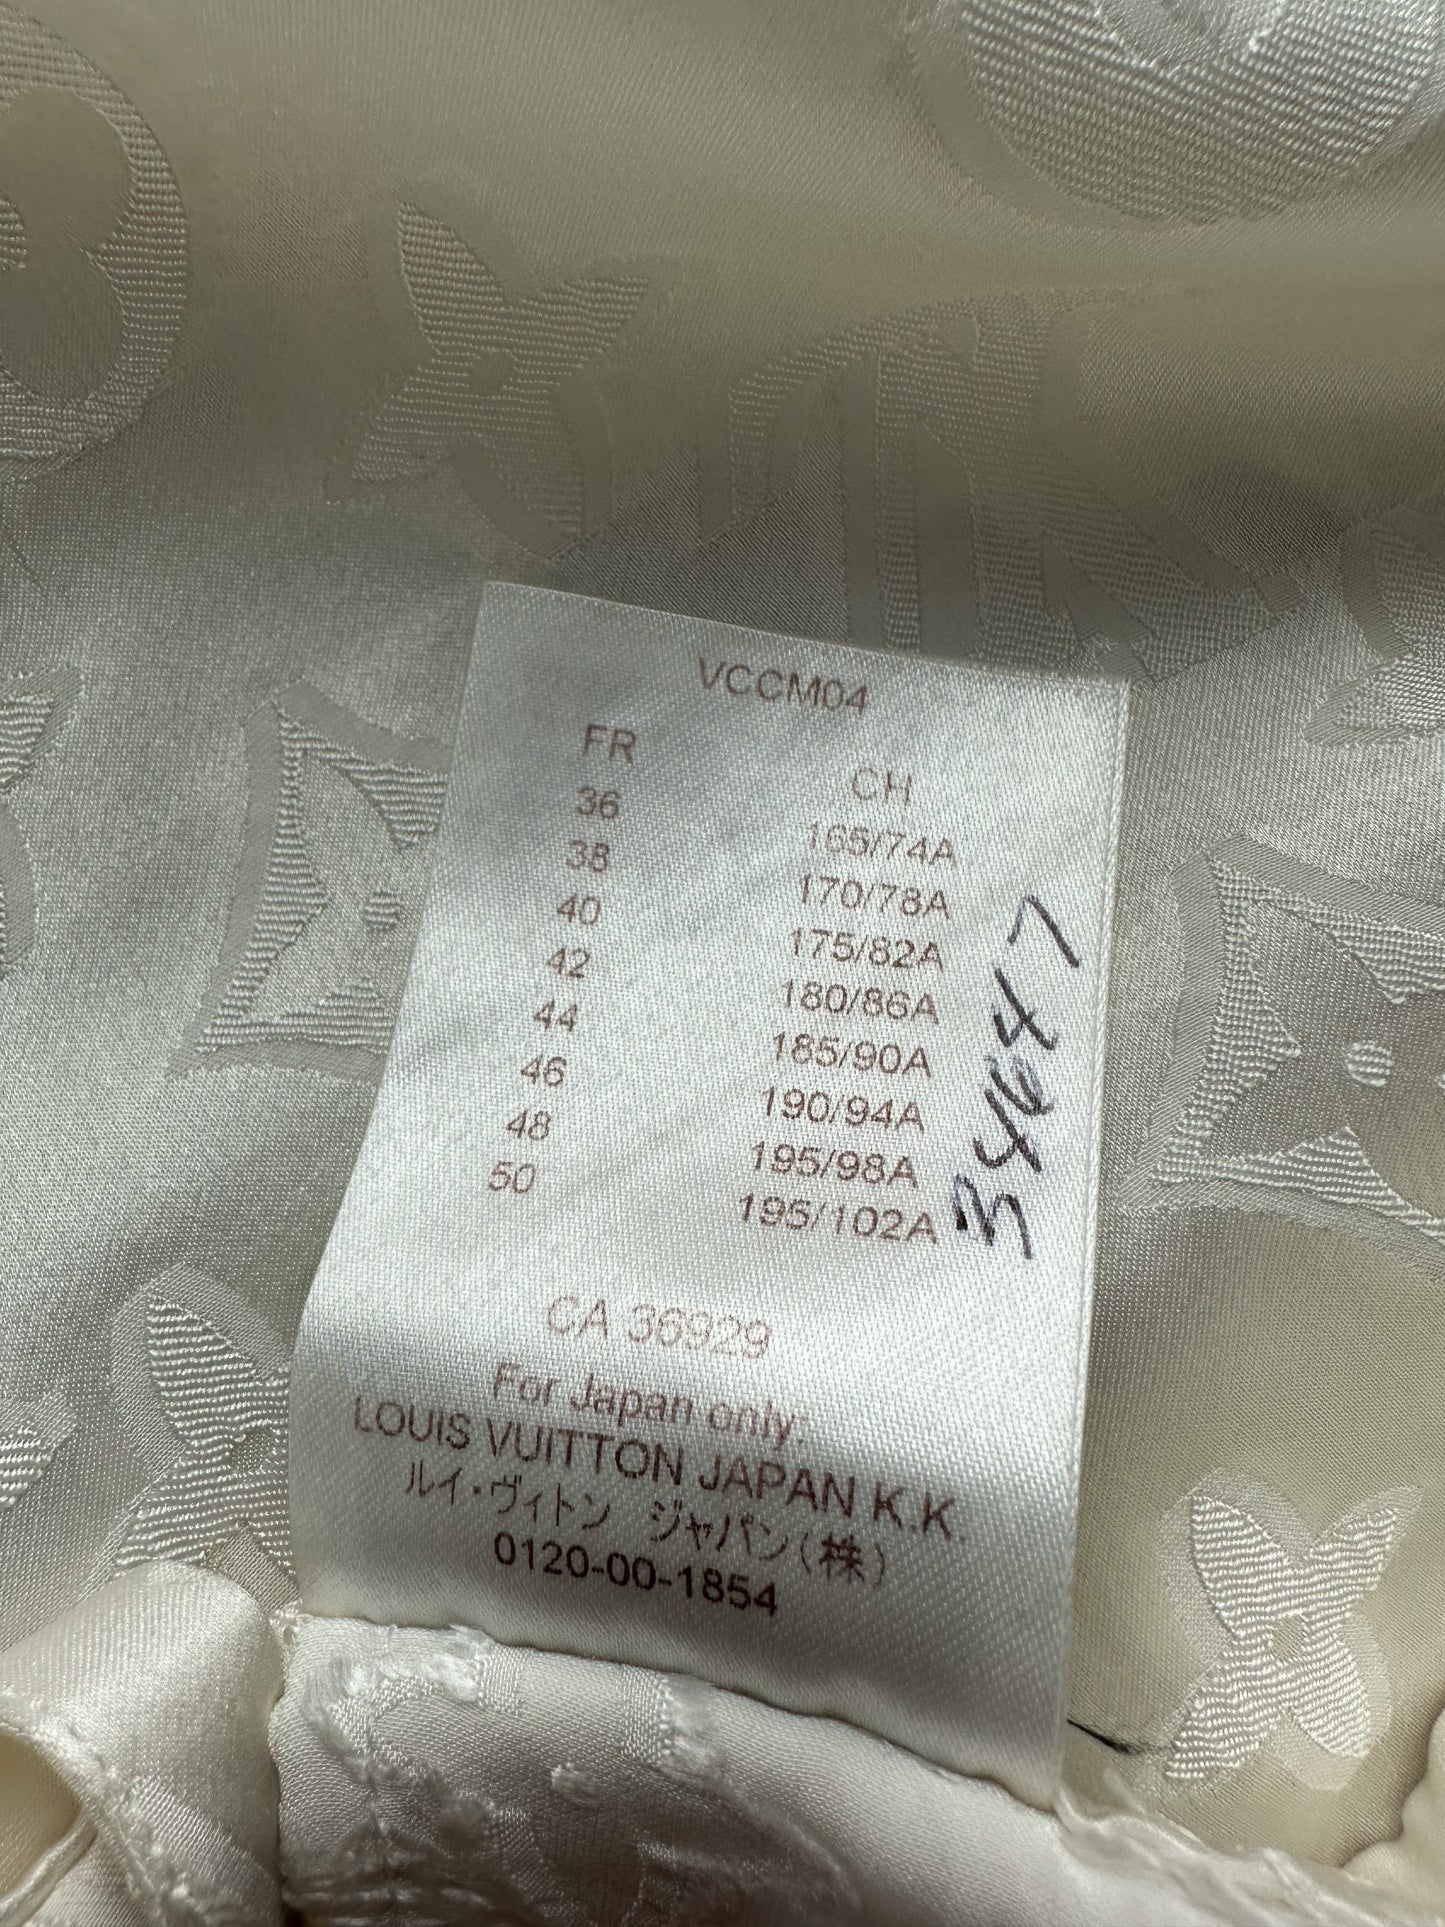 VCCM04
FR CH
36 165/74A
38 170/78A
40 175/82A
42 180/86A
44 185/90A
46 190/94A
48 195/98A
50 195/102A
34647
CA 36929
For Japan only:
LOUIS VUITTON JAPAN K.K.
ルイ・ヴィトン ジャパン(株)
0120-00-1854